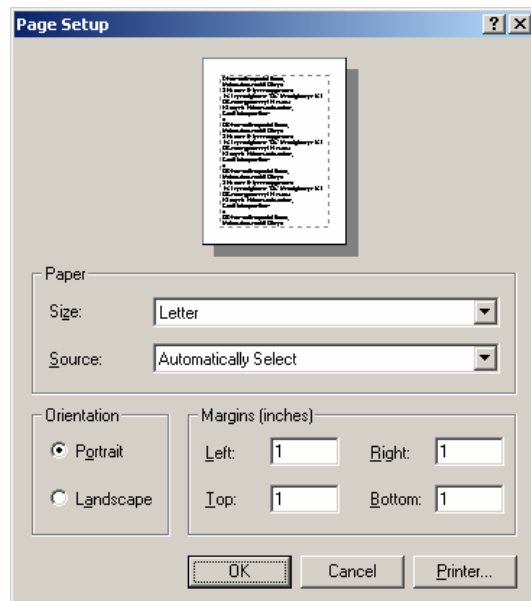 Page Setup
Paper
Size: Letter
Source: Automatically Select
Orientation
Portrait
Landscape
Margins (inches)
Left: 1 Right: 1
Top: 1 Bottom: 1
OK Cancel Printer...